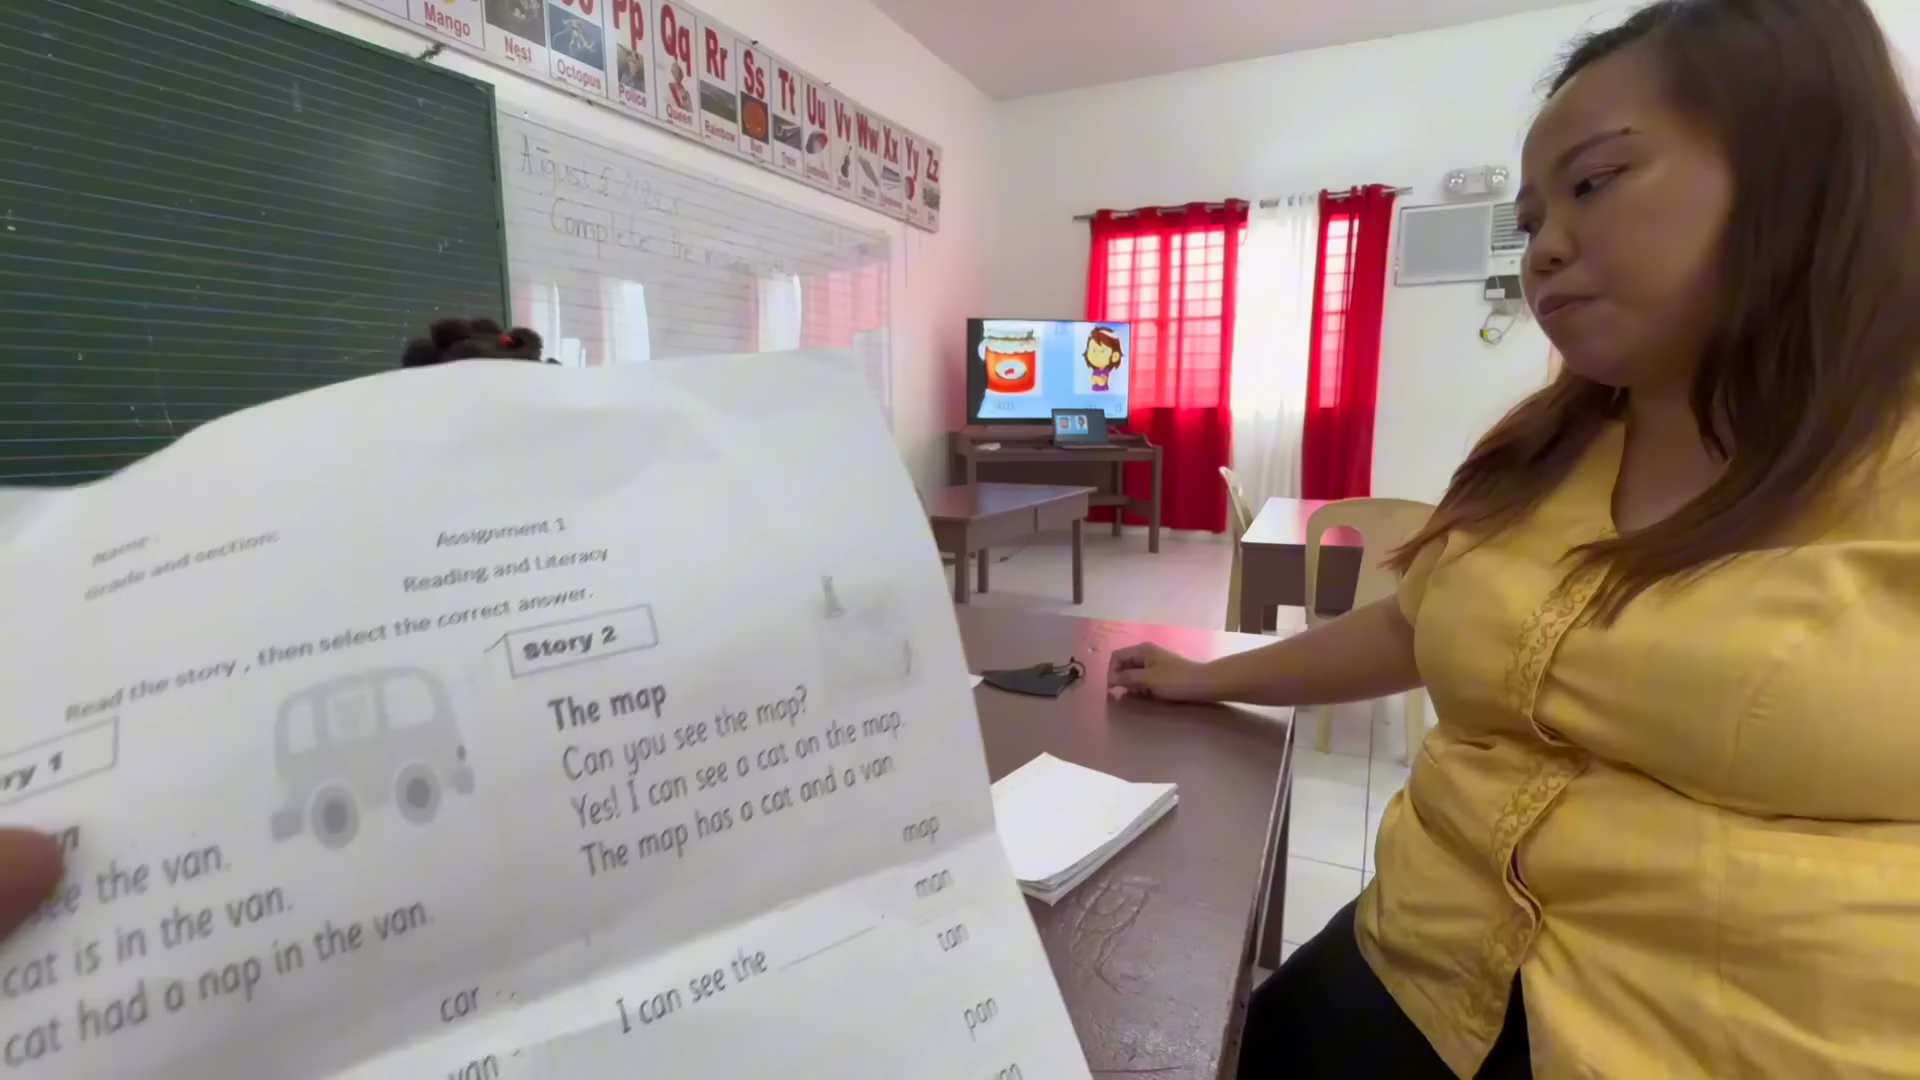 Mango
Nest
Octopus
Pp
Police
Qq
Queen
Rr
Rainbow
Ss
Sun
Tt
Train
Uu
Vv
Ww
Xx
Yy
Zz
August 2024
Complete the
Name:
Grade and section:
Assignment 1
Reading and Literacy
Read the story , then select the correct answer.
ry 1
the van.
cat is in the van.
cat had a nap in the van.
car
van
Story 2
The map
Can you see the map?
Yes! I can see a cat on the map.
The map has a cat and a van.
I can see the
map
man
tan
pan